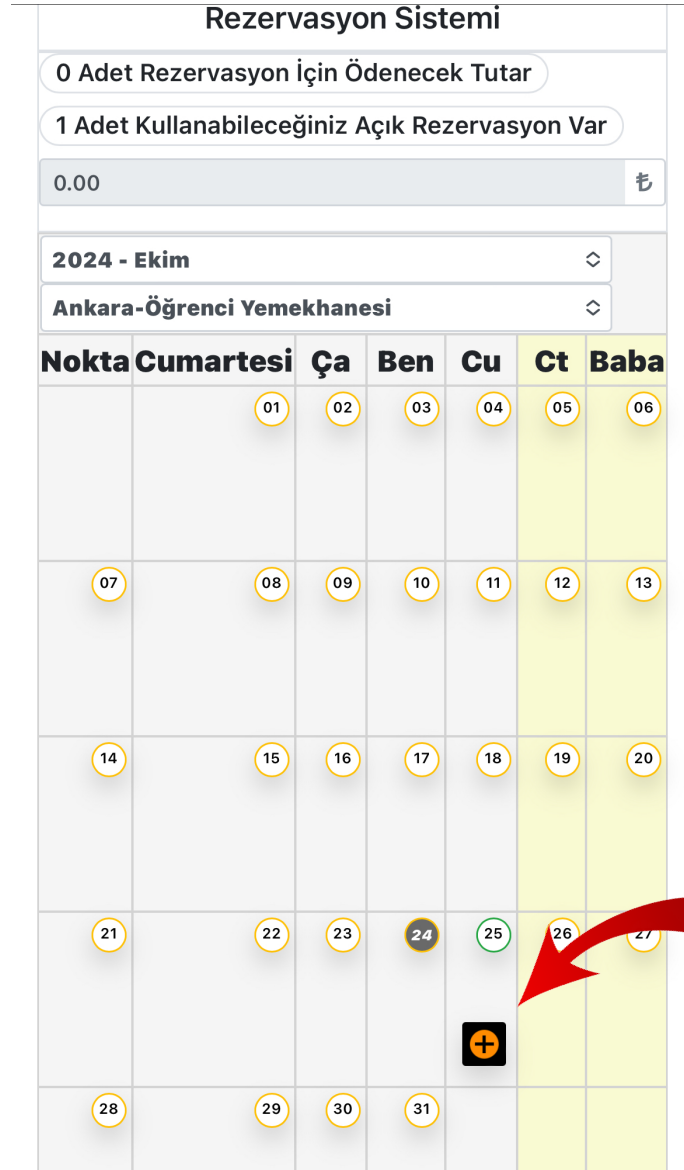 Rezervasyon Sistemi
0 Adet Rezervasyon İçin Ödenecek Tutar
1 Adet Kullanabileceğiniz Açık Rezervasyon Var
0.00 ₺
2024 - Ekim
Ankara-Öğrenci Yemekhanesi
Nokta Cumartesi Ça Ben Cu Ct Baba
01 02 03 04 05 06
07 08 09 10 11 12 13
14 15 16 17 18 19 20
21 22 23 24 25 26 27
28 29 30 31